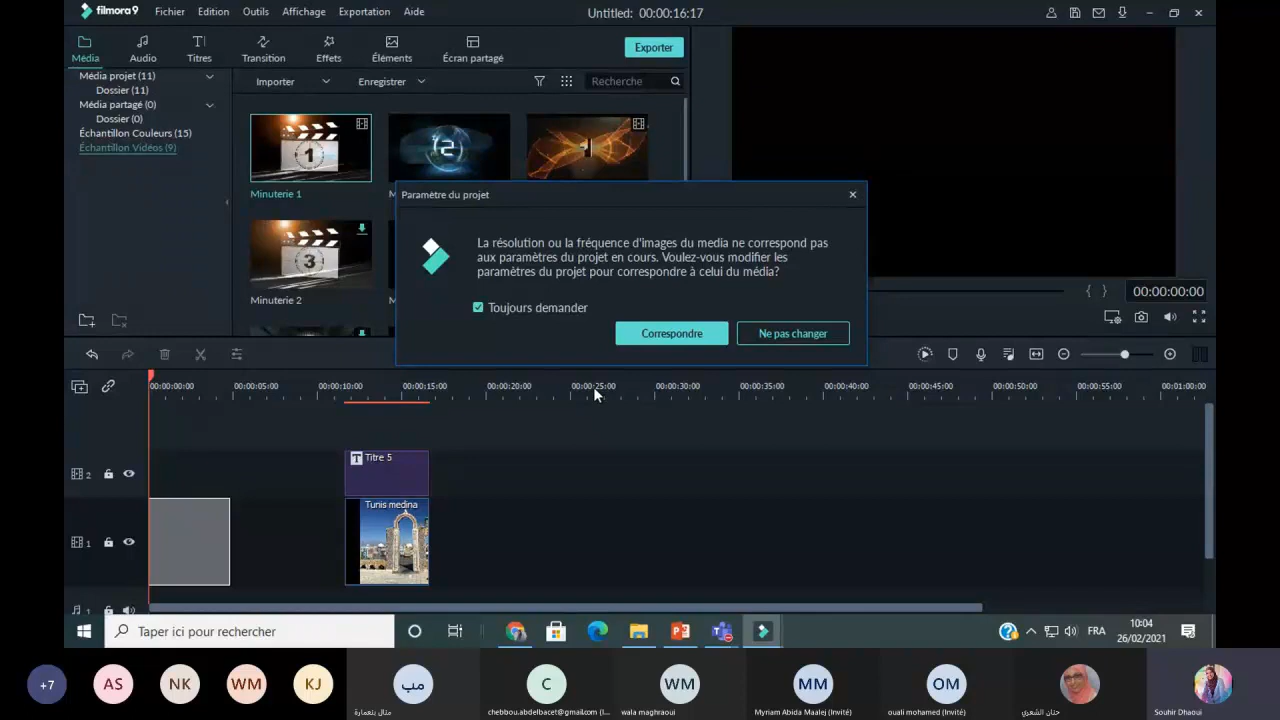 filmora9
Fichier Edition Outils Affichage Exportation Aide
Untitled: 00:00:16:17
Média Audio Titres Transition Effets Éléments Écran partagé
Exporter
Média projet (11)
Dossier (11)
Média partagé (0)
Dossier (0)
Échantillon Couleurs (15)
Échantillon Vidéos (9)
Importer Enregistrer Recherche
1
2
1
Minuterie 1
3
Minuterie 2
Paramètre du projet
La résolution ou la fréquence d'images du media ne correspond pas
aux paramètres du projet en cours. Voulez-vous modifier les
paramètres du projet pour correspondre à celui du média?
Toujours demander
Correspondre Ne pas changer
{ } 00:00:00:00
00:00:00:00 00:00:05:00 00:00:10:00 00:00:15:00 00:00:20:00 00:00:25:00 00:00:30:00 00:00:35:00 00:00:40:00 00:00:45:00 00:00:50:00 00:00:55:00 00:01:00:00
2
T Titre 5
1
Tunis medina
1
Taper ici pour rechercher
FRA
10:04
26/02/2021
+7 AS NK WM KJ مب C WM MM OM
منال بنعمارة
chebbou.abdelbacet@gmail.com (I...
wala maghraoui
Myriam Abida Maalej (Invité)
ouali mohamed (Invité)
حنان الشعري
Souhir Dhaoui